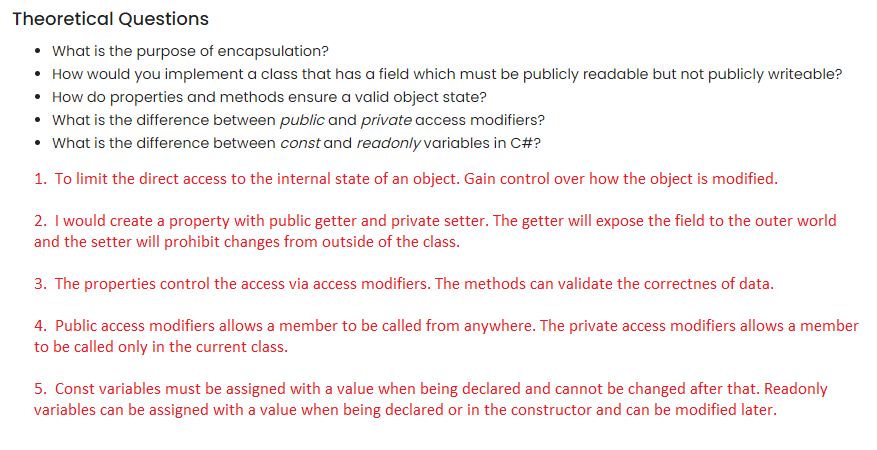 Theoretical Questions
• What is the purpose of encapsulation?
• How would you implement a class that has a field which must be publicly readable but not publicly writeable?
• How do properties and methods ensure a valid object state?
• What is the difference between public and private access modifiers?
• What is the difference between const and readonly variables in C#?
1. To limit the direct access to the internal state of an object. Gain control over how the object is modified.
2. I would create a property with public getter and private setter. The getter will expose the field to the outer world
and the setter will prohibit changes from outside of the class.
3. The properties control the access via access modifiers. The methods can validate the correctnes of data.
4. Public access modifiers allows a member to be called from anywhere. The private access modifiers allows a member
to be called only in the current class.
5. Const variables must be assigned with a value when being declared and cannot be changed after that. Readonly
variables can be assigned with a value when being declared or in the constructor and can be modified later.